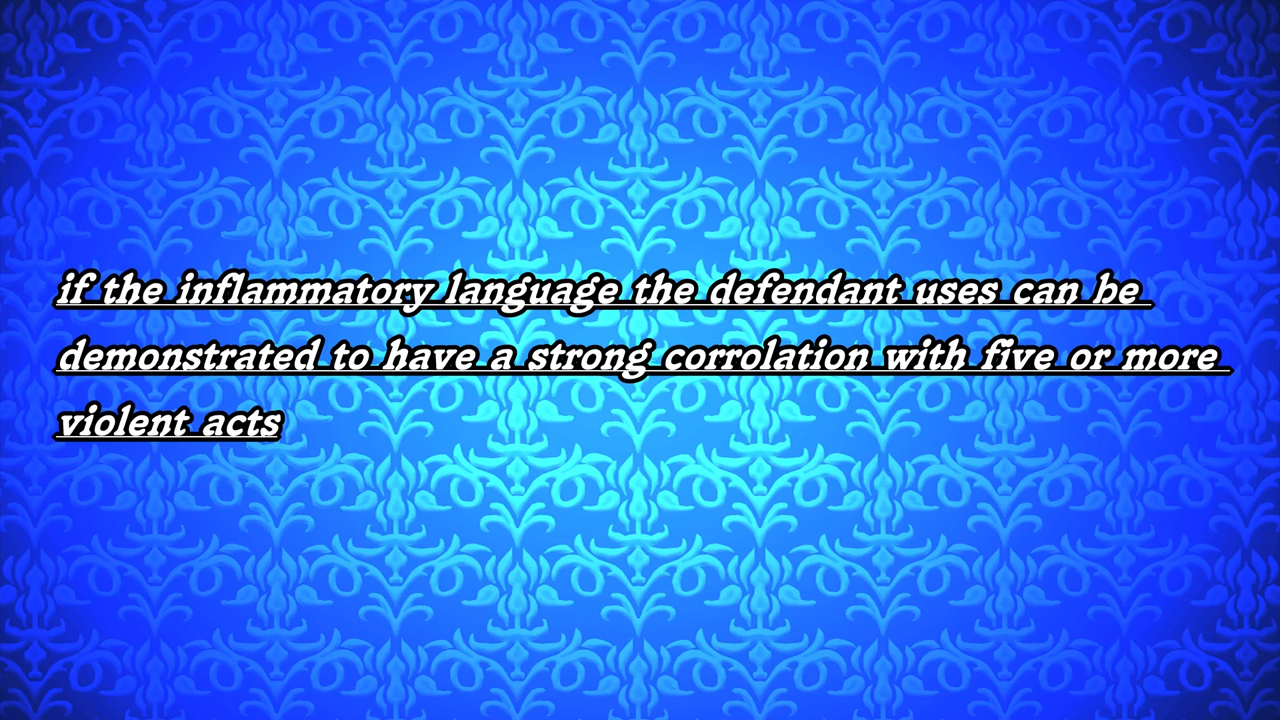 if the inflammatory language the defendant uses can be
demonstrated to have a strong corrolation with five or more
violent acts